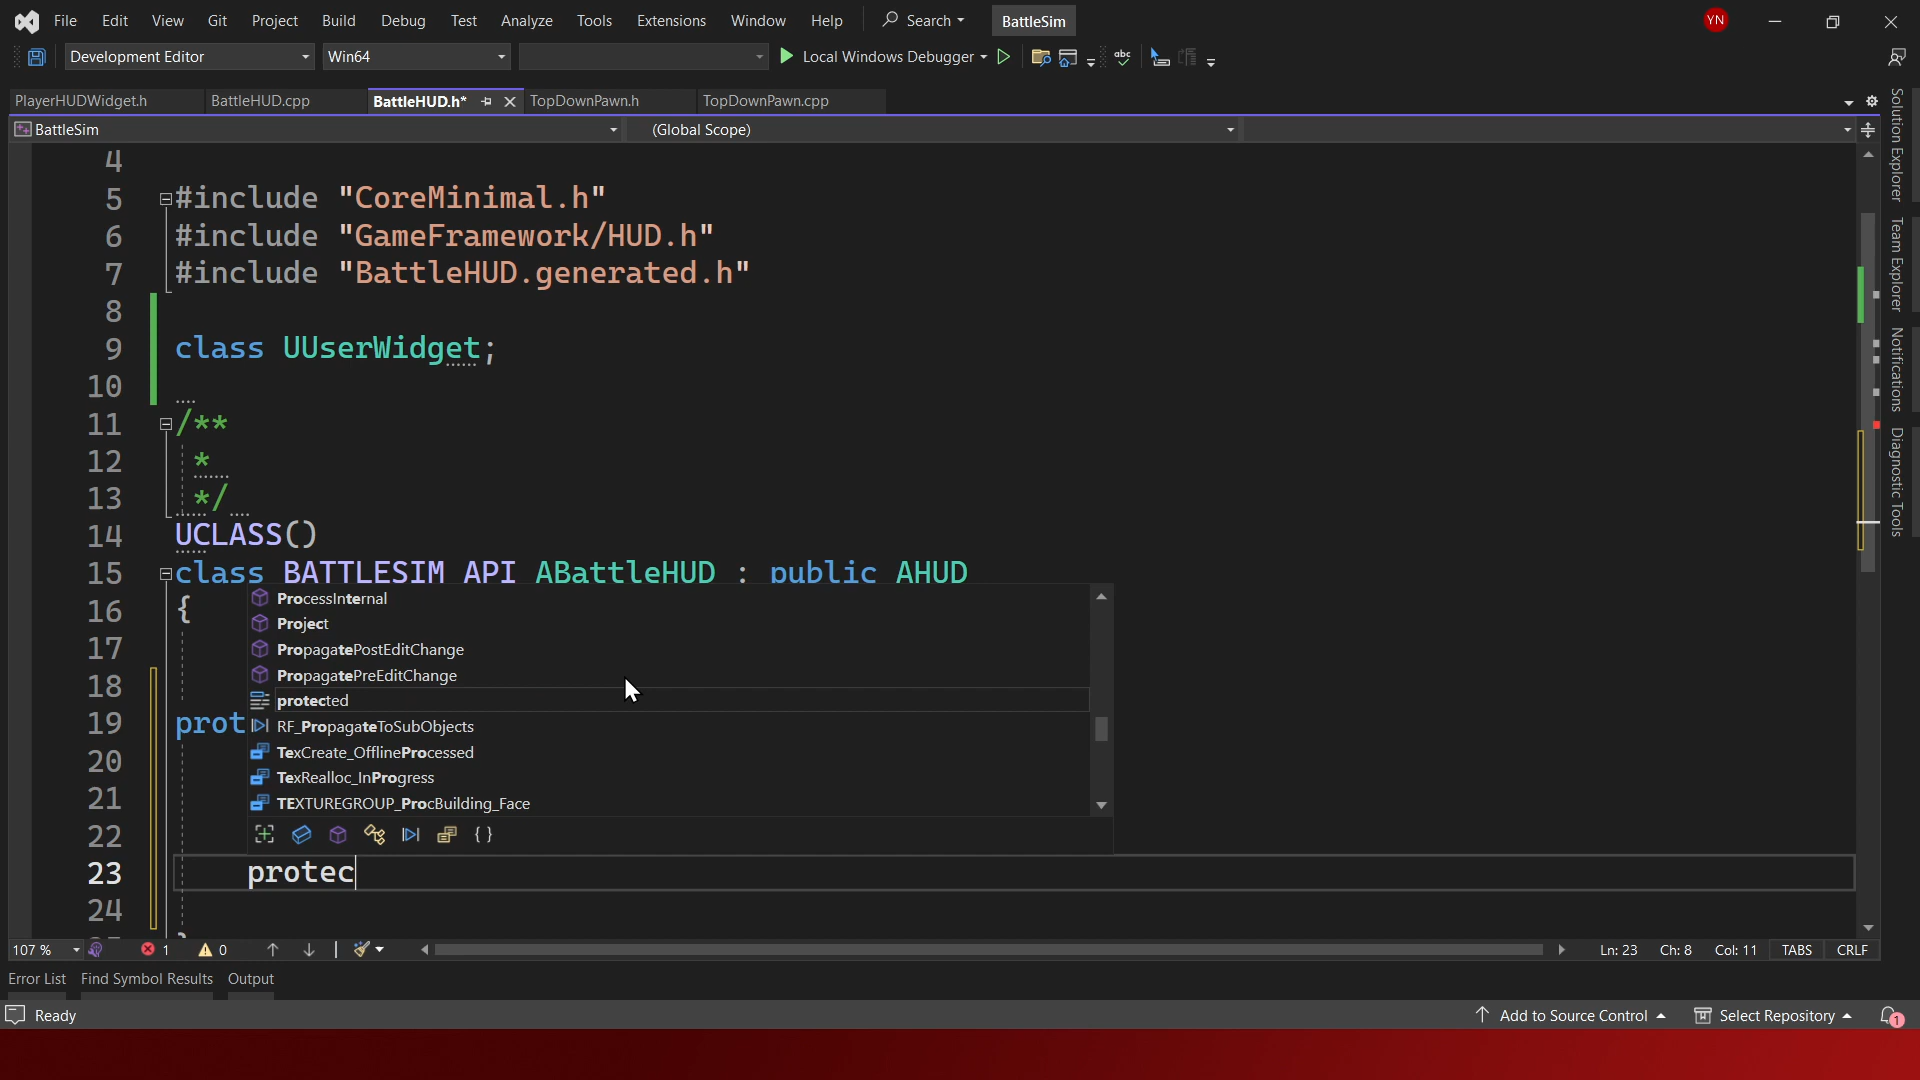 File Edit View Git Project Build Debug Test Analyze Tools Extensions Window Help Search BattleSim YN
Development Editor Win64 Local Windows Debugger abc
PlayerHUDWidget.h BattleHUD.cpp BattleHUD.h* TopDownPawn.h TopDownPawn.cpp
BattleSim (Global Scope)
4
5 #include "CoreMinimal.h"
6 #include "GameFramework/HUD.h"
7 #include "BattleHUD.generated.h"
8
9 class UUserWidget;
10
11 /**
12 *
13 */
14 UCLASS()
15 class BATTLESIM_API ABattleHUD : public AHUD
16 {
17
18
19 prot
20
21
22
23 protec
24
ProcessInternal
Project
PropagatePostEditChange
PropagatePreEditChange
protected
RF_PropagateToSubObjects
TexCreate_OfflineProcessed
TexRealloc_InProgress
TEXTUREGROUP_ProcBuilding_Face
{ }
107 % 1 0 Ln: 23 Ch: 8 Col: 11 TABS CRLF
Error List Find Symbol Results Output
Ready Add to Source Control Select Repository 1
Solution Explorer
Team Explorer
Notifications
Diagnostic Tools